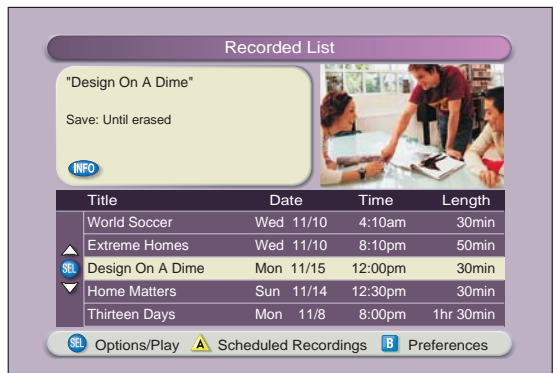 Recorded List
"Design On A Dime"
Save: Until erased
INFO
Title Date Time Length
World Soccer Wed 11/10 4:10am 30min
Extreme Homes Wed 11/10 8:10pm 50min
SEL Design On A Dime Mon 11/15 12:00pm 30min
Home Matters Sun 11/14 12:30pm 30min
Thirteen Days Mon 11/8 8:00pm 1hr 30min
SEL Options/Play A Scheduled Recordings B Preferences